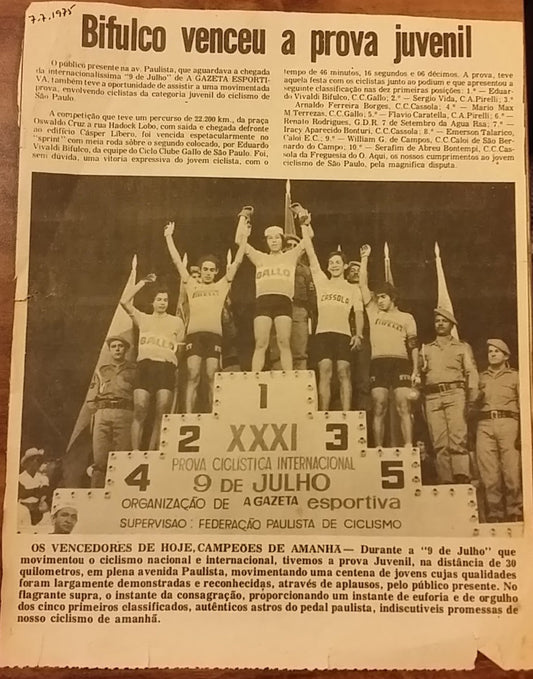 7.7.1975
Bifulco venceu a prova juvenil
O público presente na av. Paulista, que aguardava a chegada
da internacionalíssima "9 de Julho" de A GAZETA ESPORTI-
VA, também teve a oportunidade de assistir a uma movimentada
prova, envolvendo ciclistas da categoria juvenil do ciclismo de
São Paulo.
A competição que teve um percurso de 22.200 km., da praça
Oswaldo Cruz à rua Hadock Lobo, com saída e chegada defronte
ao edifício Cásper Líbero, foi vencida espetacularmente no
"sprint" com meia roda sôbre o segundo colocado, por Eduardo
Vivaldi Bifulco, da equipe do Ciclo Clube Gallo de São Paulo. Foi,
sem dúvida, uma vitória expressiva do jovem ciclista, com o
tempo de 46 minutos, 16 segundos e 06 décimos. A prova, teve
aquela festa com os ciclistas junto ao podium e que apresentou a
seguinte classificação nas dez primeiras posições: 1.º — Eduar-
do Vivaldi Bifulco, C.C.Gallo; 2.º — Sergio Vida, C.A.Pirelli; 3.º
— Arnaldo Ferreira Borges, C.C.Cassola; 4.º — Mario Max
M.Terrezas, C.C.Gallo; 5.º — Flavio Caratella, C.A.Pirelli; 6.º —
Renato Rodrigues, G.D.R. 7 de Setembro da Água Rsa; 7.º —
Iracy Aparecido Bonturi, C.C.Cassola; 8.º — Emerson Talarico,
Caloi E.C.; 9.º — William G. de Campos, C.C.Caloi de São Ber-
nardo do Campo; 10.º — Serafim de Abreu Bontempi, C.C.Cas-
sola da Freguesia do O. Aqui, os nossos cumprimentos ao jovem
ciclismo de São Paulo, pela magnífica disputa.
GALLO
PIRELLI
GALLO
CASSOLA
PIRELLI
1
2 XXXI 3
PROVA CICLÍSTICA INTERNACIONAL
4 9 DE JULHO 5
ORGANIZAÇÃO DE A GAZETA esportiva
SUPERVISAO: FEDERAÇÃO PAULISTA DE CICLISMO
OS VENCEDORES DE HOJE, CAMPEÕES DE AMANHÃ — Durante a "9 de Julho" que
movimentou o ciclismo nacional e internacional, tivemos a prova Juvenil, na distância de 30
quilometros, em plena avenida Paulista, movimentando uma centena de jovens cujas qualidades
foram largamente demonstradas e reconhecidas, através de aplausos, pelo público presente. No
flagrante supra, o instante da consagração, proporcionando um instante de euforia e de orgulho
dos cinco primeiros classificados, autênticos astros do pedal paulista, indiscutíveis promessas de
nosso ciclismo de amanhã.